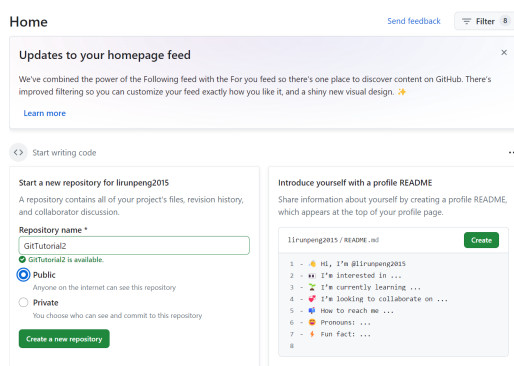 Home
Send feedback
Filter 8
Updates to your homepage feed
We've combined the power of the Following feed with the For you feed so there's one place to discover content on GitHub. There's
improved filtering so you can customize your feed exactly how you like it, and a shiny new visual design. ✨
Learn more
Start writing code
Start a new repository for lirunpeng2015
A repository contains all of your project's files, revision history,
and collaborator discussion.
Repository name *
GitTutorial2
GitTutorial2 is available.
Public
Anyone on the internet can see this repository
Private
You choose who can see and commit to this repository
Create a new repository
Introduce yourself with a profile README
Share information about yourself by creating a profile README,
which appears at the top of your profile page.
lirunpeng2015 / README.md
Create
1 - 👋 Hi, I'm @lirunpeng2015
2 - 👀 I'm interested in ...
3 - 🌱 I'm currently learning ...
4 - 💞️ I'm looking to collaborate on ...
5 - 📫 How to reach me ...
6 - 😄 Pronouns: ...
7 - ⚡ Fun fact: ...
8